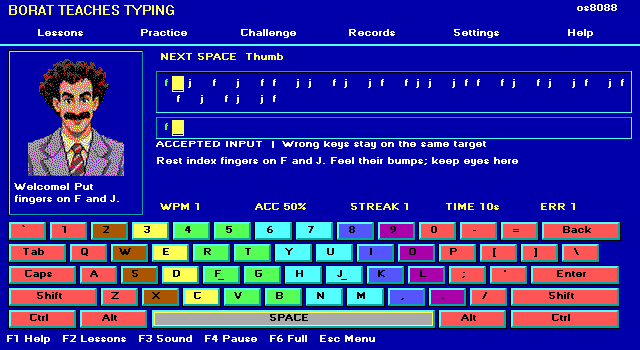 BORAT TEACHES TYPING
os8088
Lessons Practice Challenge Records Settings Help
NEXT SPACE Thumb
f j f j f f j j f j j f f j j j f f j f f j j f j j f
f j f j j f
f
ACCEPTED INPUT | Wrong keys stay on the same target
Rest index fingers on F and J. Feel their bumps; keep eyes here
Welcome! Put
fingers on F and J.
WPM 1 ACC 50% STREAK 1 TIME 10s ERR 1
` 1 2 3 4 5 6 7 8 9 0 - = Back
Tab Q W E R T Y U I O P [ ] \
Caps A S D F G H J K L ; ' Enter
Shift Z X C V B N M , . / Shift
Ctrl Alt SPACE Alt Ctrl
F1 Help F2 Lessons F3 Sound F4 Pause F6 Full Esc Menu